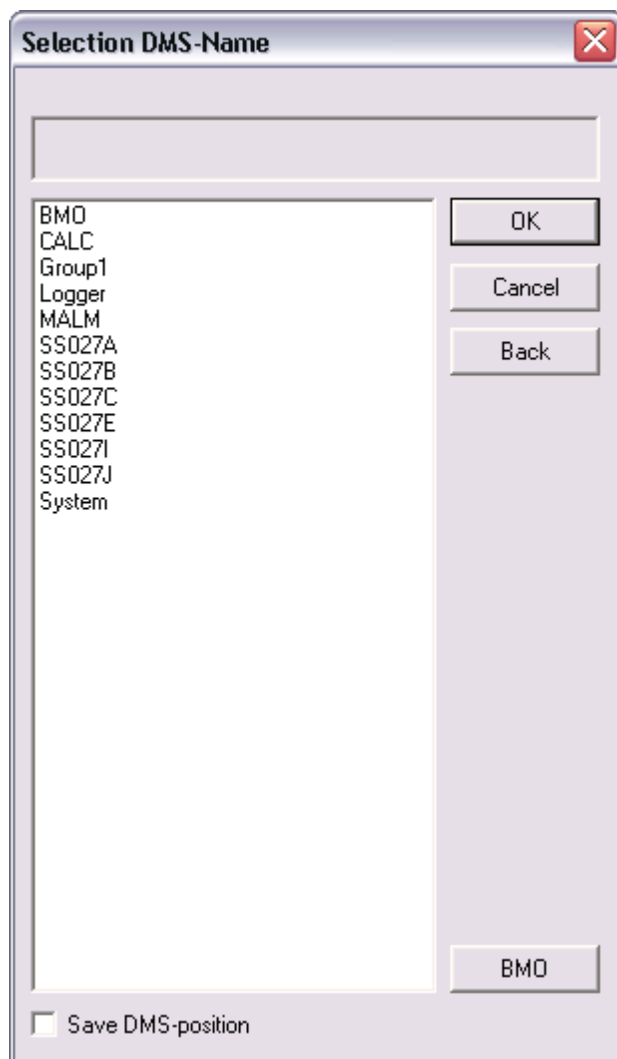 Selection DMS-Name
BMO
CALC
Group1
Logger
MALM
SS027A
SS027B
SS027C
SS027E
SS027I
SS027J
System
OK
Cancel
Back
BMO
Save DMS-position